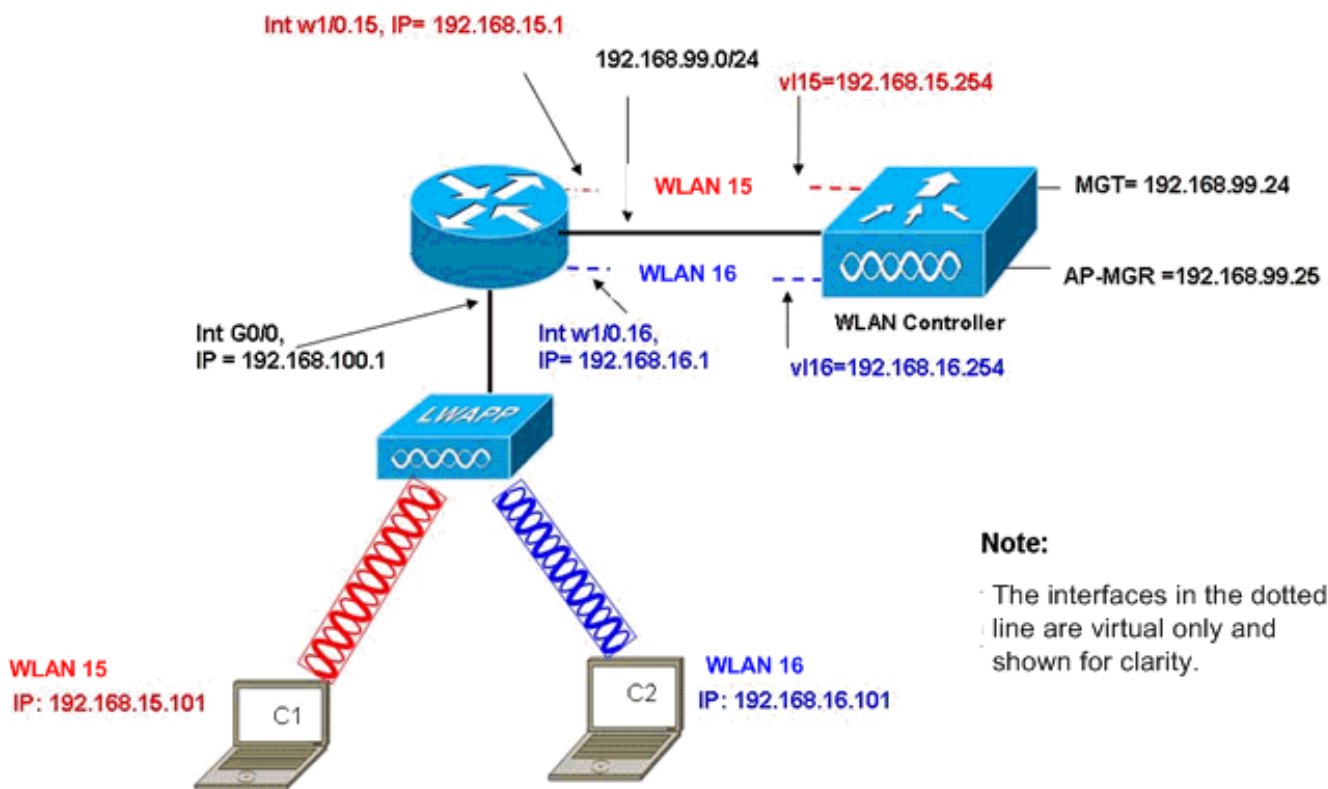 Int w1/0.15, IP= 192.168.15.1
192.168.99.0/24
vl15=192.168.15.254
WLAN 15
MGT= 192.168.99.24
WLAN 16
AP-MGR =192.168.99.25
WLAN Controller
Int G0/0,
IP = 192.168.100.1
Int w1/0.16,
IP= 192.168.16.1
vl16=192.168.16.254
LWAPP
Note:
The interfaces in the dotted
line are virtual only and
shown for clarity.
WLAN 15
IP: 192.168.15.101
C1
C2
WLAN 16
IP: 192.168.16.101